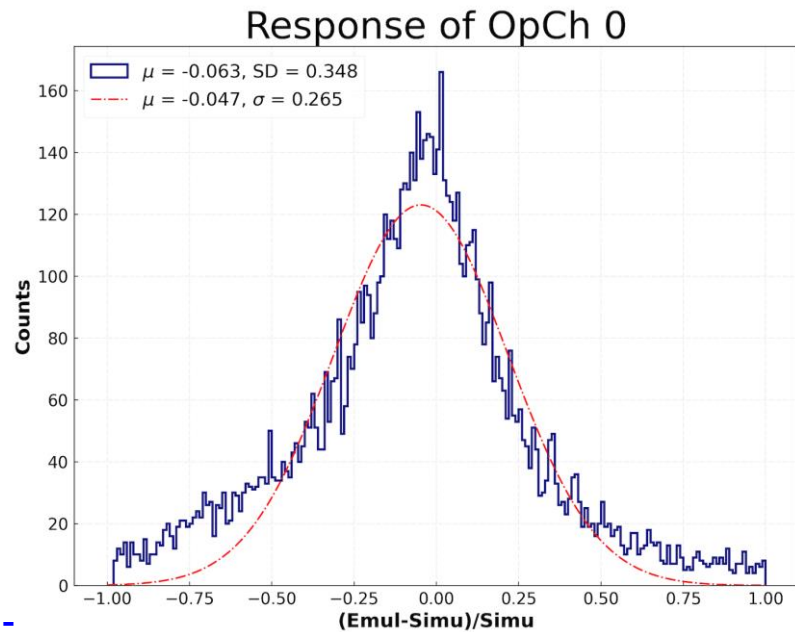 Response of OpCh 0
μ = -0.063, SD = 0.348
μ = -0.047, σ = 0.265
Counts
160
140
120
100
80
60
40
20
0
−1.00 −0.75 −0.50 −0.25 0.00 0.25 0.50 0.75 1.00
(Emul-Simu)/Simu
-